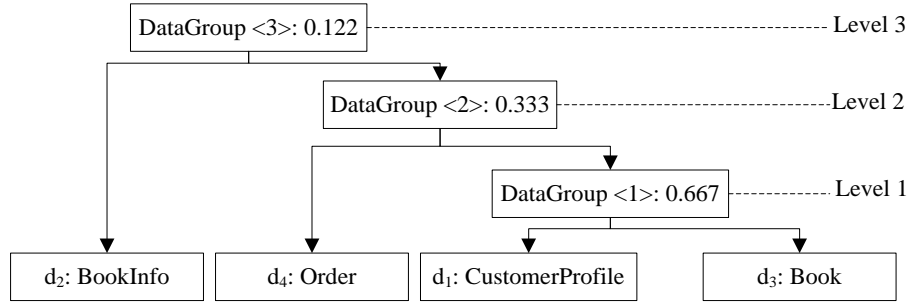 DataGroup <3>: 0.122
Level 3
DataGroup <2>: 0.333
Level 2
DataGroup <1>: 0.667
Level 1
d₂: BookInfo
d₄: Order
d₁: CustomerProfile
d₃: Book